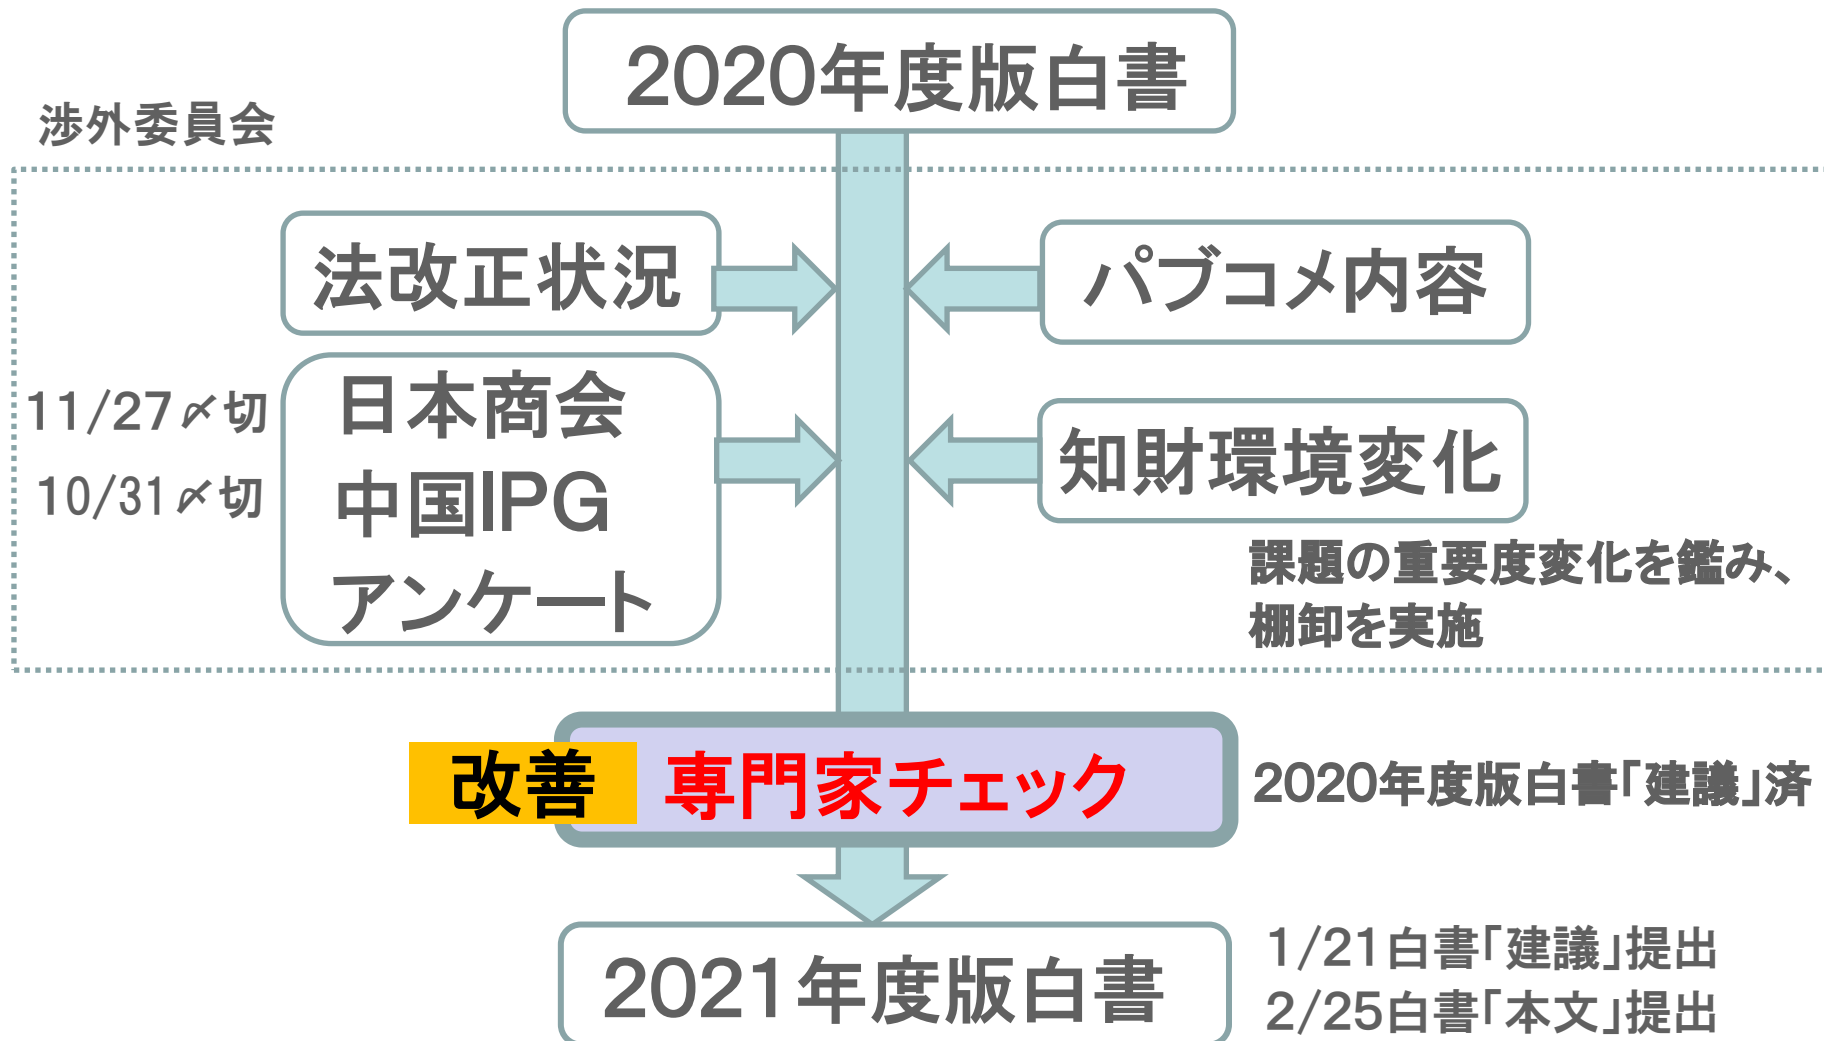 2020年度版白書
渉外委員会
法改正状況
パブコメ内容
11/27〆切
10/31〆切
日本商会
中国IPG
アンケート
知財環境変化
課題の重要度変化を鑑み、
棚卸を実施
改善
専門家チェック
2020年度版白書「建議」済
2021年度版白書
1/21白書「建議」提出
2/25白書「本文」提出